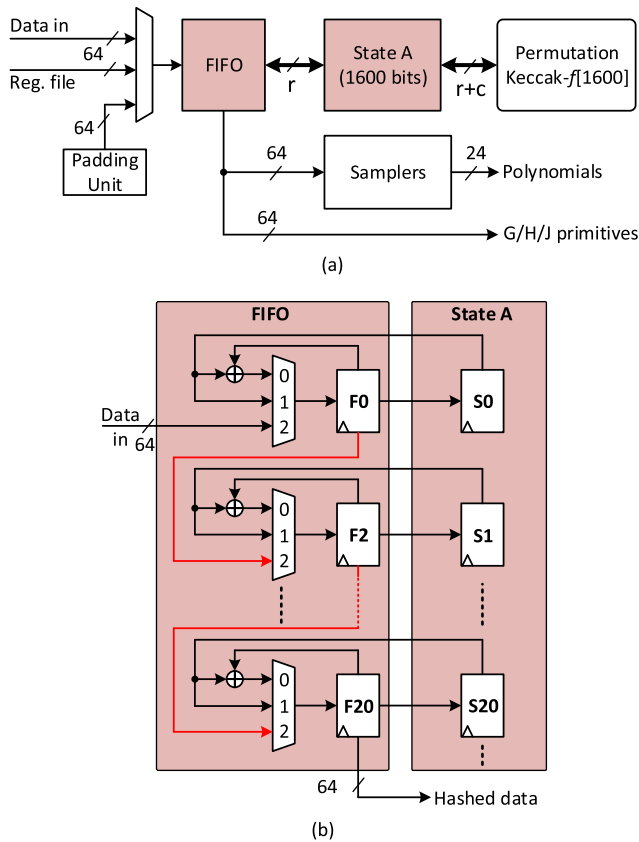 Data in
64
Reg. file
64
64
Padding
Unit
FIFO
r
State A
(1600 bits)
r+c
Permutation
Keccak-f[1600]
64
Samplers
24
Polynomials
64
G/H/J primitives
(a)
FIFO
State A
0
1
2
F0
S0
Data
in
64
0
1
2
F2
S1
0
1
2
F20
S20
64
Hashed data
(b)